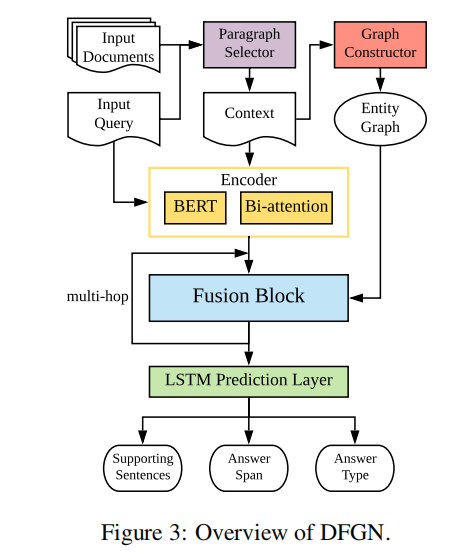 Input
Documents
Paragraph
Selector
Graph
Constructor
Input
Query
Context
Entity
Graph
Encoder
BERT
Bi-attention
multi-hop
Fusion Block
LSTM Prediction Layer
Supporting
Sentences
Answer
Span
Answer
Type
Figure 3: Overview of DFGN.